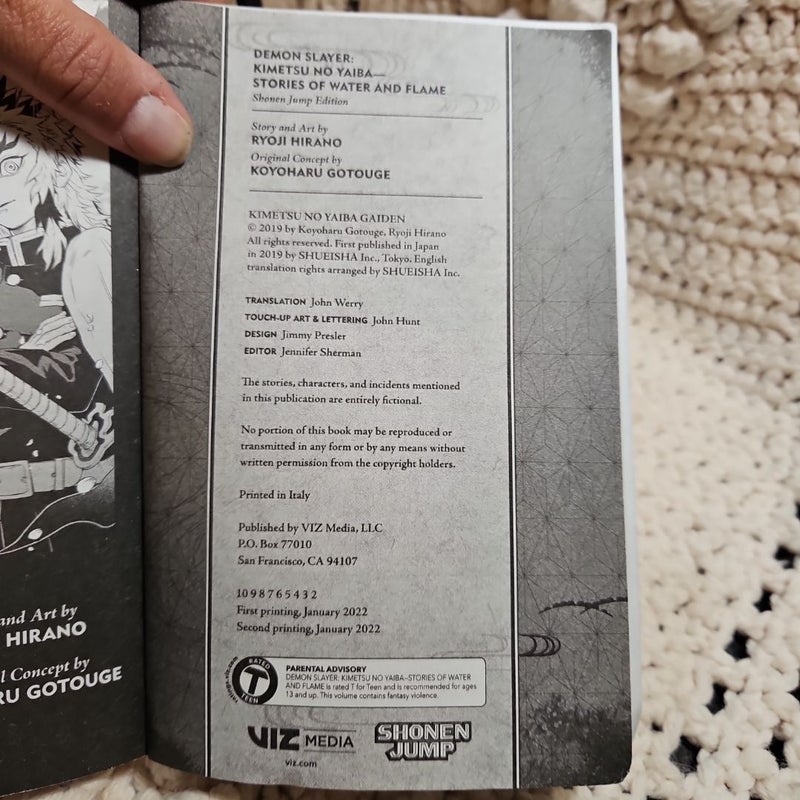 and Art by
HIRANO
l Concept by
RU GOTOUGE
DEMON SLAYER:
KIMETSU NO YAIBA—
STORIES OF WATER AND FLAME
Shonen Jump Edition
Story and Art by
RYOJI HIRANO
Original Concept by
KOYOHARU GOTOUGE
KIMETSU NO YAIBA GAIDEN
© 2019 by Koyoharu Gotouge, Ryoji Hirano
All rights reserved. First published in Japan
in 2019 by SHUEISHA Inc., Tokyo. English
translation rights arranged by SHUEISHA Inc.
TRANSLATION John Werry
TOUCH-UP ART & LETTERING John Hunt
DESIGN Jimmy Presler
EDITOR Jennifer Sherman
The stories, characters, and incidents mentioned
in this publication are entirely fictional.
No portion of this book may be reproduced or
transmitted in any form or by any means without
written permission from the copyright holders.
Printed in Italy
Published by VIZ Media, LLC
P.O. Box 77010
San Francisco, CA 94107
10 9 8 7 6 5 4 3 2
First printing, January 2022
Second printing, January 2022
RATED
T
TEEN
PARENTAL ADVISORY
DEMON SLAYER: KIMETSU NO YAIBA–STORIES OF WATER
AND FLAME is rated T for Teen and is recommended for ages
13 and up. This volume contains fantasy violence.
VIZ MEDIA
viz.com
SHONEN
JUMP